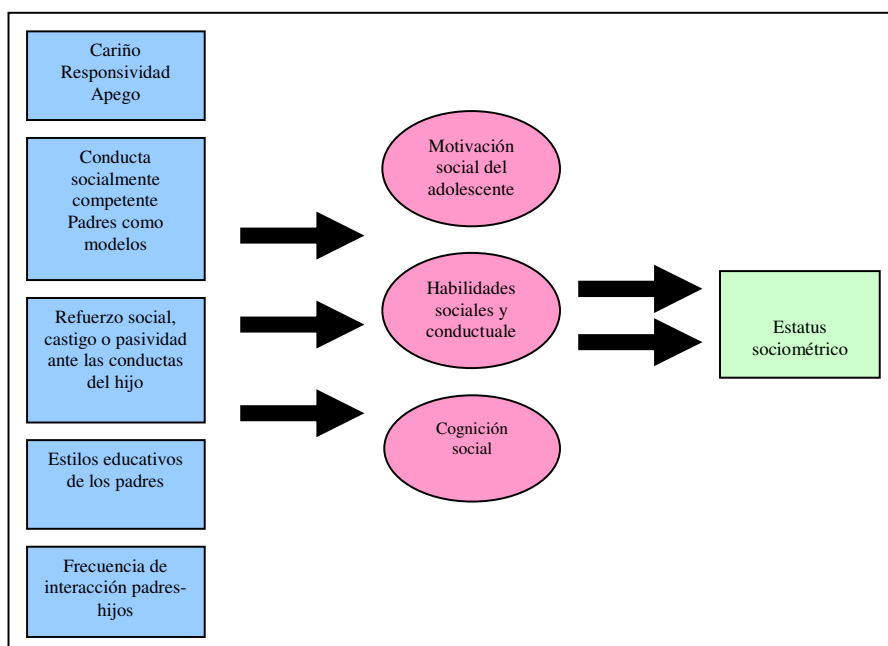 Cariño
Responsividad
Apego
Conducta
socialmente
competente
Padres como
modelos
Refuerzo social,
castigo o pasividad
ante las conductas
del hijo
Estilos educativos
de los padres
Frecuencia de
interacción padres-
hijos
Motivación
social del
adolescente
Habilidades
sociales y
conductuale
Cognición
social
Estatus
sociométrico